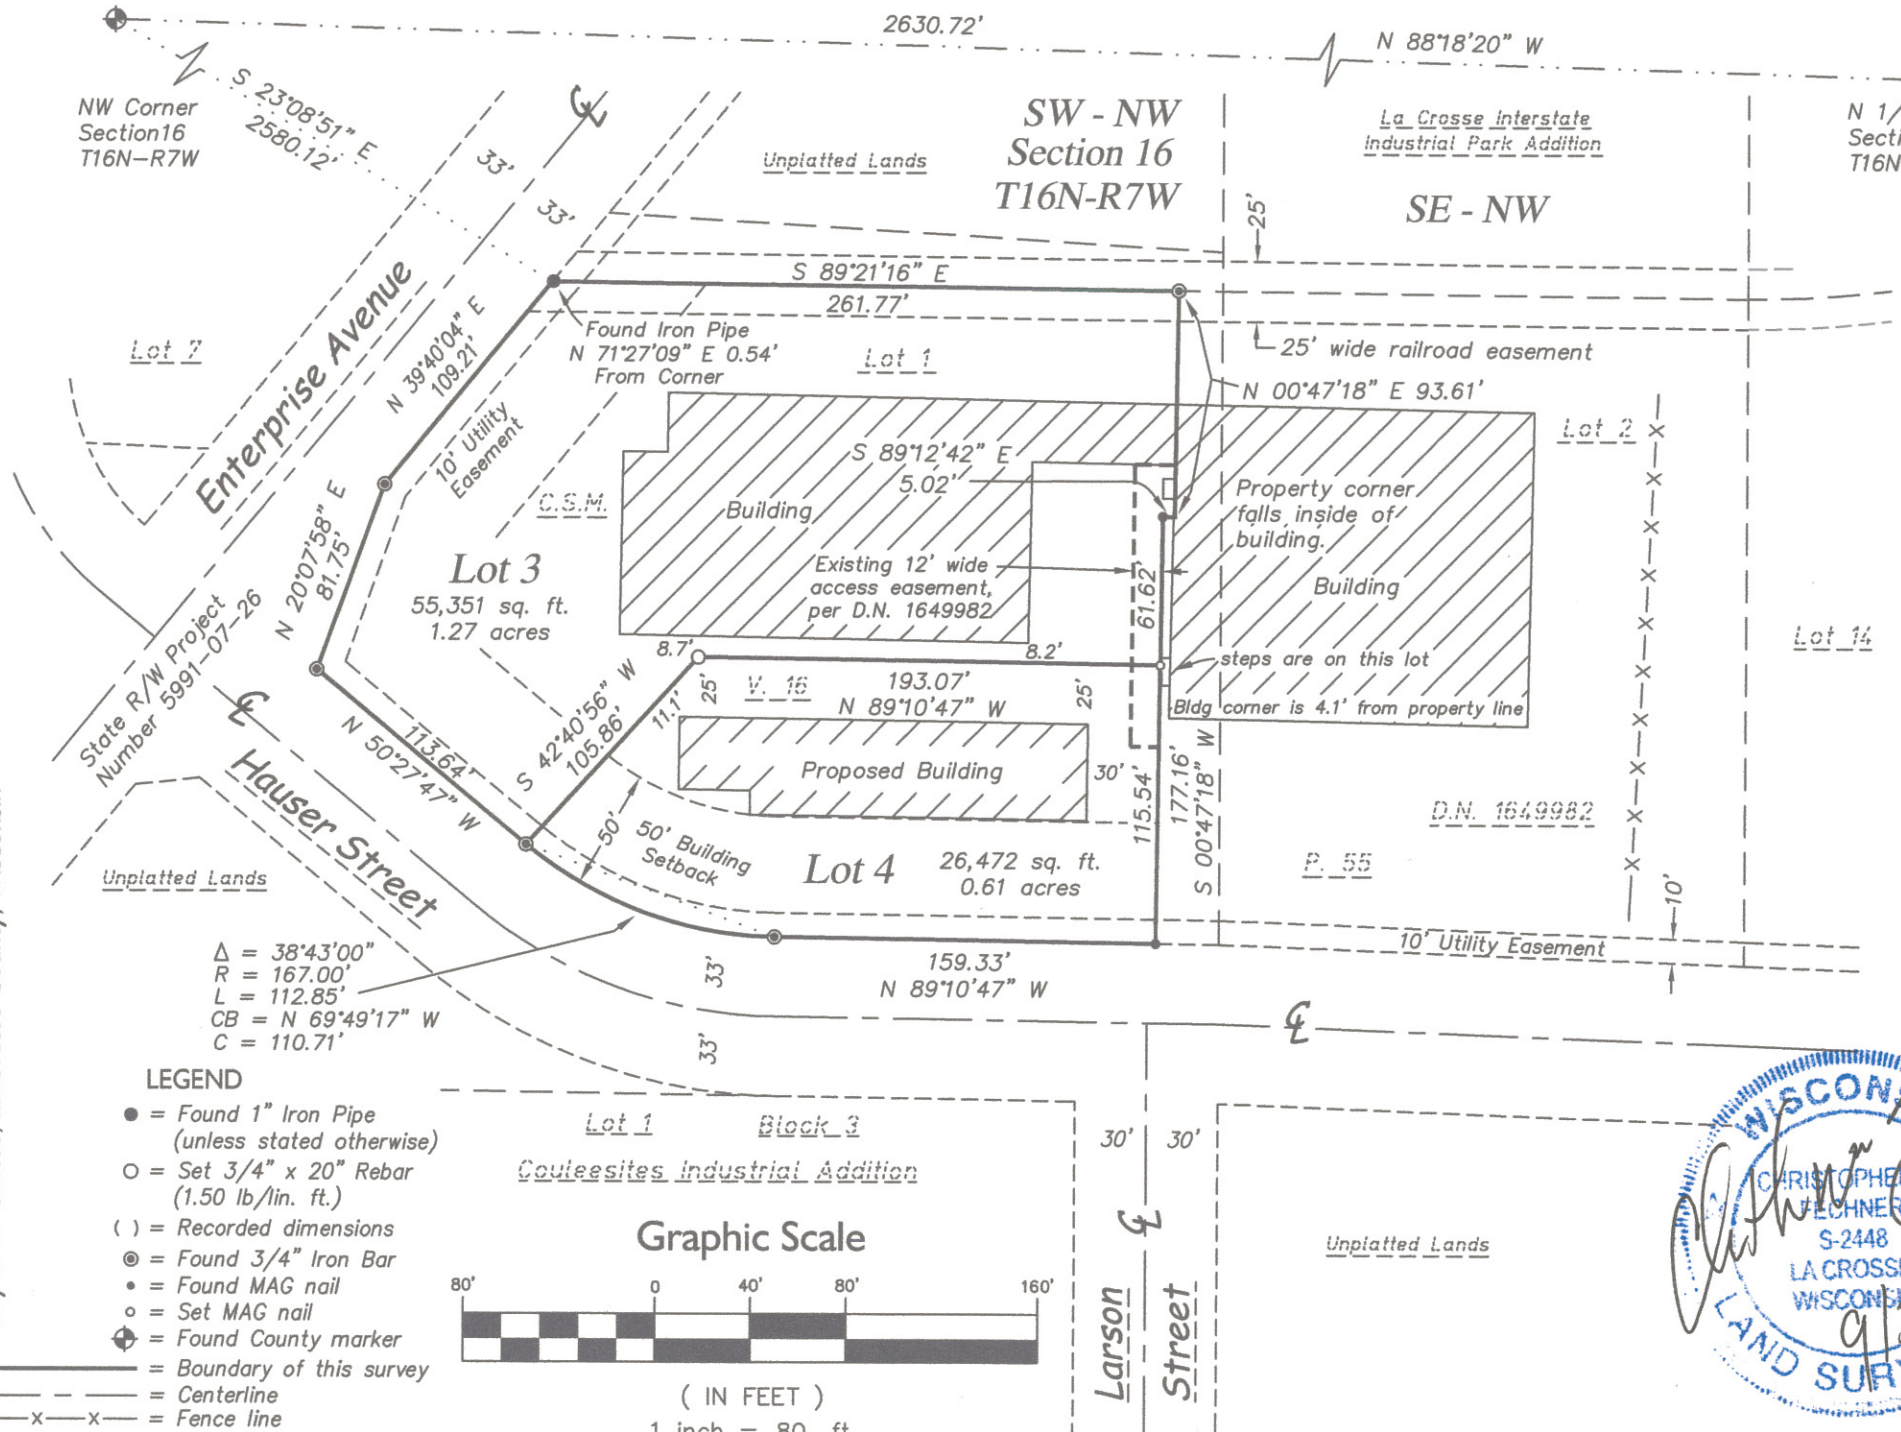 2630.72'
N 88°18'20" W
S 23°08'51" E
2580.12'
NW Corner
Section16
T16N-R7W
33'
33'
Unplatted Lands
SW - NW
Section 16
T16N-R7W
La Crosse Interstate
Industrial Park Addition
SE - NW
N 1/
T16N
25'
S 89°21'16" E
261.77'
Found Iron Pipe
N 71°27'09" E 0.54'
From Corner
Lot 1
25' wide railroad easement
N 00°47'18" E 93.61'
Lot 7
Enterprise Avenue
N 39°40'04" E
109.21'
10' Utility
Easement
C.S.M.
S 89°12'42" E
5.02'
Building
Property corner
falls inside of
building.
Lot 2
N 20°07'58" E
81.75'
Lot 3
55,351 sq. ft.
1.27 acres
Existing 12' wide
access easement,
per D.N. 1649982
61.62'
Building
Lot 14
State R/W Project
Number 5991-07-26
8.7'
8.2'
steps are on this lot
V. 16
193.07'
N 89°10'47" W
25'
25'
Bldg corner is 4.1' from property line
11.1'
S 42°40'56" W
105.86'
113.64'
N 50°27'47" W
Hauser Street
Proposed Building
30'
115.54'
177.16'
S 00°47'18" W
D.N. 1649982
P. 55
50'
50' Building
Setback
Lot 4
26,472 sq. ft.
0.61 acres
10'
Unplatted Lands
10' Utility Easement
159.33'
N 89°10'47" W
33'
33'
Δ = 38°43'00"
R = 167.00'
L = 112.85'
CB = N 69°49'17" W
C = 110.71'
LEGEND
= Found 1" Iron Pipe
(unless stated otherwise)
= Set 3/4" x 20" Rebar
(1.50 lb/lin. ft.)
( ) = Recorded dimensions
= Found 3/4" Iron Bar
= Found MAG nail
= Set MAG nail
= Found County marker
= Boundary of this survey
= Centerline
x x = Fence line
Lot 1 Block 3
Couleesites Industrial Addition
Graphic Scale
80' 0 40' 80' 160'
( IN FEET )
1 inch = 80 ft
30' 30'
Larson
Street
Unplatted Lands
WISCONS
CHRISTOPHE
FECHNER
S-2448
LA CROSS
WISCONS
LAND SUR